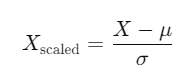 X_scaled = (X − μ) / σ